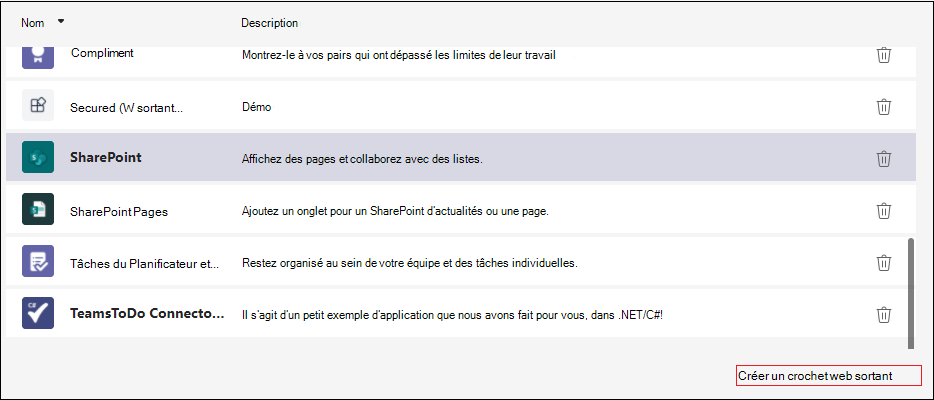 Nom Description
Compliment Montrez-le à vos pairs qui ont dépassé les limites de leur travail
Secured (W sortant... Démo
SharePoint Affichez des pages et collaborez avec des listes.
SharePoint Pages Ajoutez un onglet pour un SharePoint d'actualités ou une page.
Tâches du Planificateur et... Restez organisé au sein de votre équipe et des tâches individuelles.
C#
TeamsToDo Connecto... Il s'agit d'un petit exemple d'application que nous avons fait pour vous, dans .NET/C#!
Créer un crochet web sortant